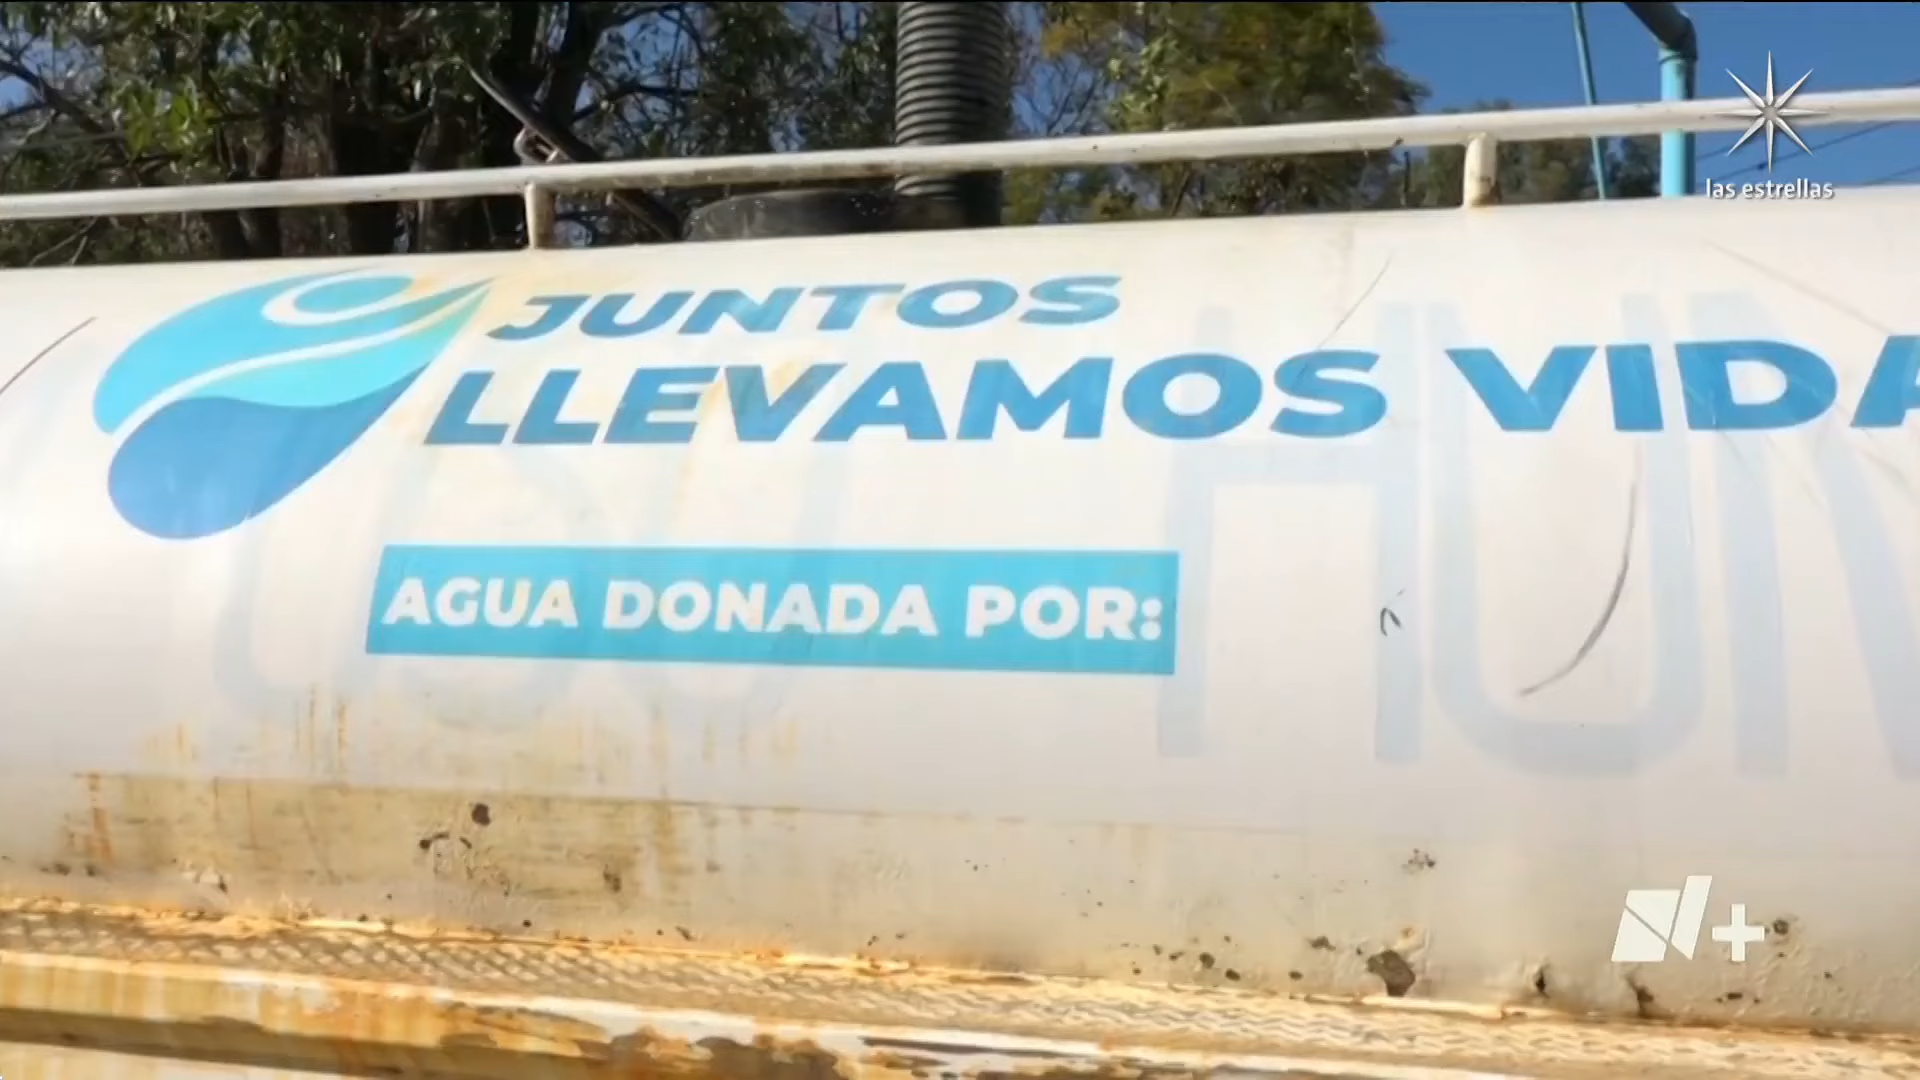 las estrellas
JUNTOS
LLEVAMOS VIDA
AGUA DONADA POR:
N+